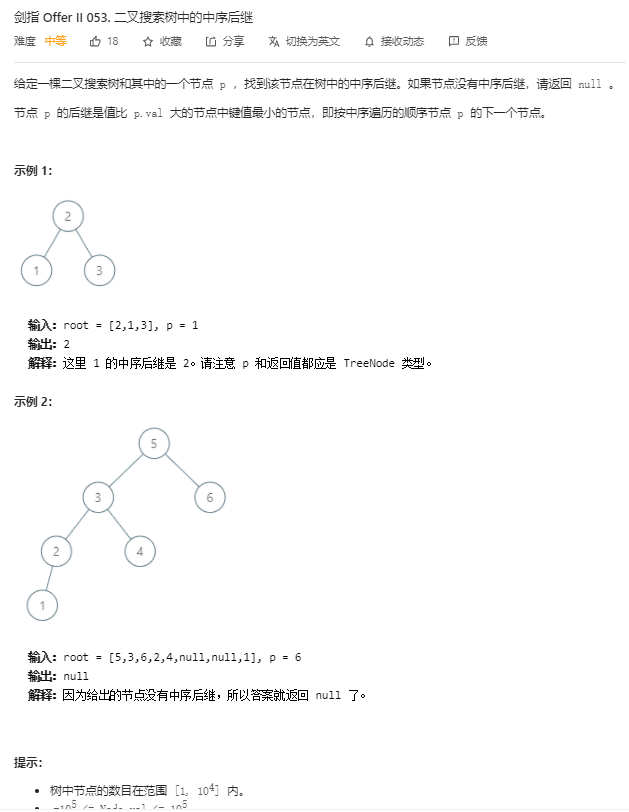 剑指 Offer II 053. 二叉搜索树中的中序后继
难度 中等 18 收藏 分享 切换为英文 接收动态 反馈
给定一棵二叉搜索树和其中的一个节点 p ，找到该节点在树中的中序后继。如果节点没有中序后继，请返回 null 。
节点 p 的后继是值比 p.val 大的节点中键值最小的节点，即按中序遍历的顺序节点 p 的下一个节点。
示例 1：
2
1 3
输入：root = [2,1,3], p = 1
输出：2
解释：这里 1 的中序后继是 2。请注意 p 和返回值都应是 TreeNode 类型。
示例 2：
5
3 6
2 4
1
输入：root = [5,3,6,2,4,null,null,1], p = 6
输出：null
解释：因为给出的节点没有中序后继，所以答案就返回 null 了。
提示：
树中节点的数目在范围 [1, 10⁴] 内。
-10⁵ <= Node.val <= 10⁵